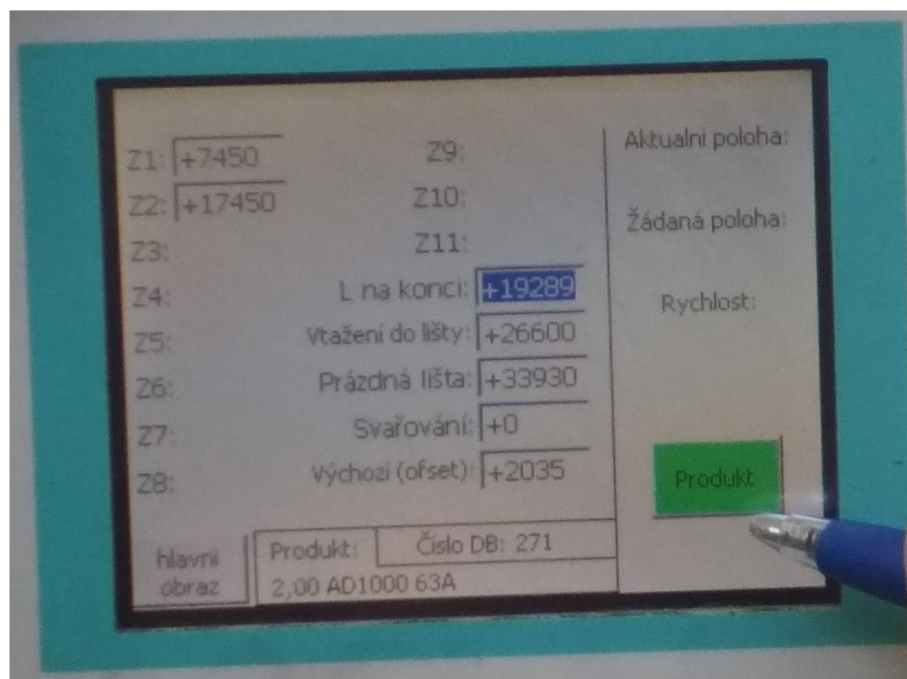 Z1: +7450
Z2: +17450
Z3:
Z4:
Z5:
Z6:
Z7:
Z8:
Z9:
Z10:
Z11:
L na konci: +19289
Vtažení do lišty: +26600
Prázdná lišta: +33930
Svařování: +0
Výchozí (ofset): +2035
Aktualní poloha:
Žádaná poloha:
Rychlost:
Produkt
hlavní
obraz
Produkt: Číslo DB: 271
2,00 AD1000 63A